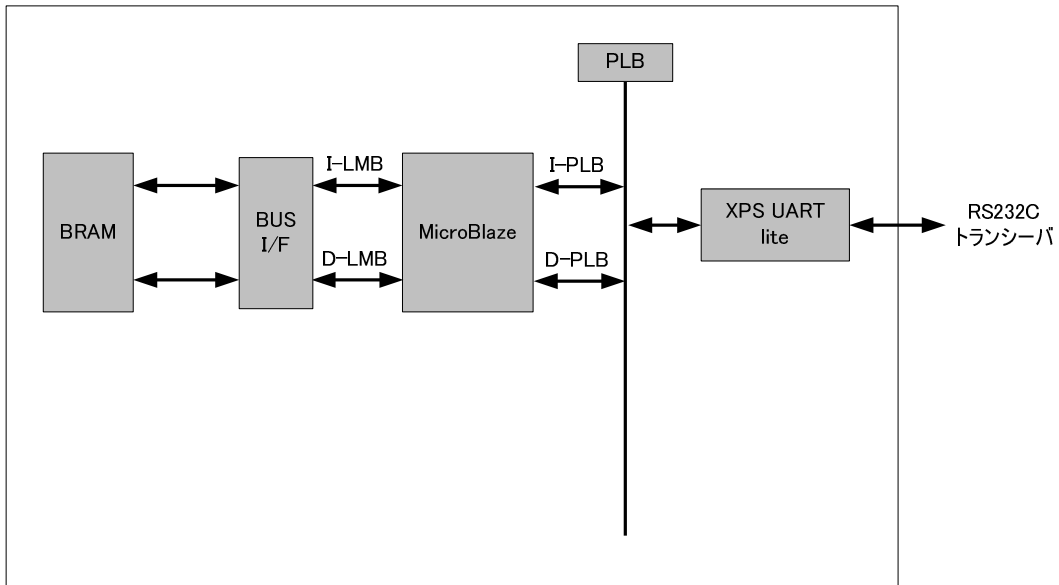 PLB
I-LMB
I-PLB
BRAM
BUS
I/F
MicroBlaze
XPS UART
lite
RS232C
トランシーバ
D-LMB
D-PLB